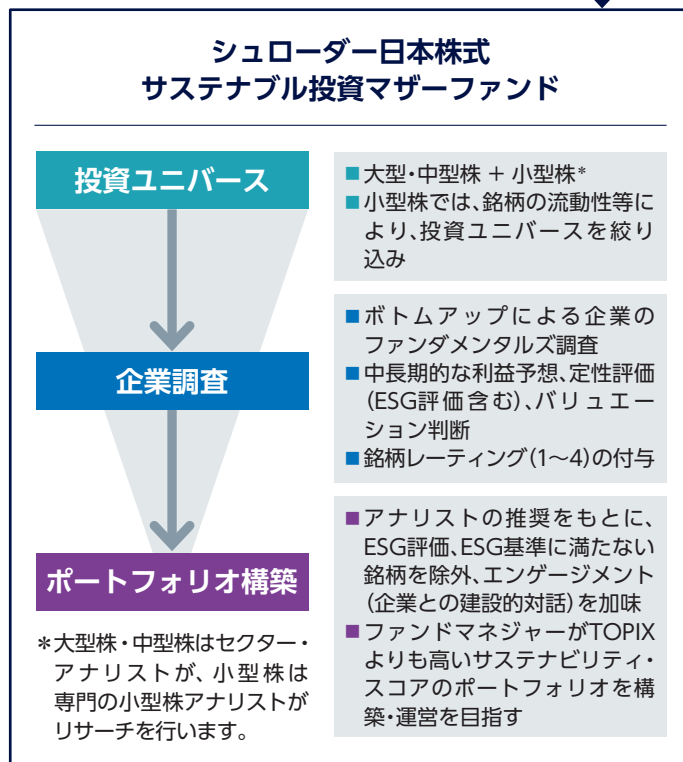 シュローダー日本株式
サステナブル投資マザーファンド
投資ユニバース
■大型・中型株 ＋ 小型株*
■小型株では、銘柄の流動性等に
より、投資ユニバースを絞り
込み
企業調査
■ボトムアップによる企業の
ファンダメンタルズ調査
■中長期的な利益予想、定性評価
(ESG評価含む)、バリュエー
ション判断
■銘柄レーティング(1〜4)の付与
ポートフォリオ構築
■アナリストの推奨をもとに、
ESG評価、ESG基準に満たない
銘柄を除外、エンゲージメント
(企業との建設的対話)を加味
■ファンドマネジャーがTOPIX
よりも高いサステナビリティ・
スコアのポートフォリオを構
築・運営を目指す
＊大型株・中型株はセクター・
アナリストが、小型株は
専門の小型株アナリストが
リサーチを行います。